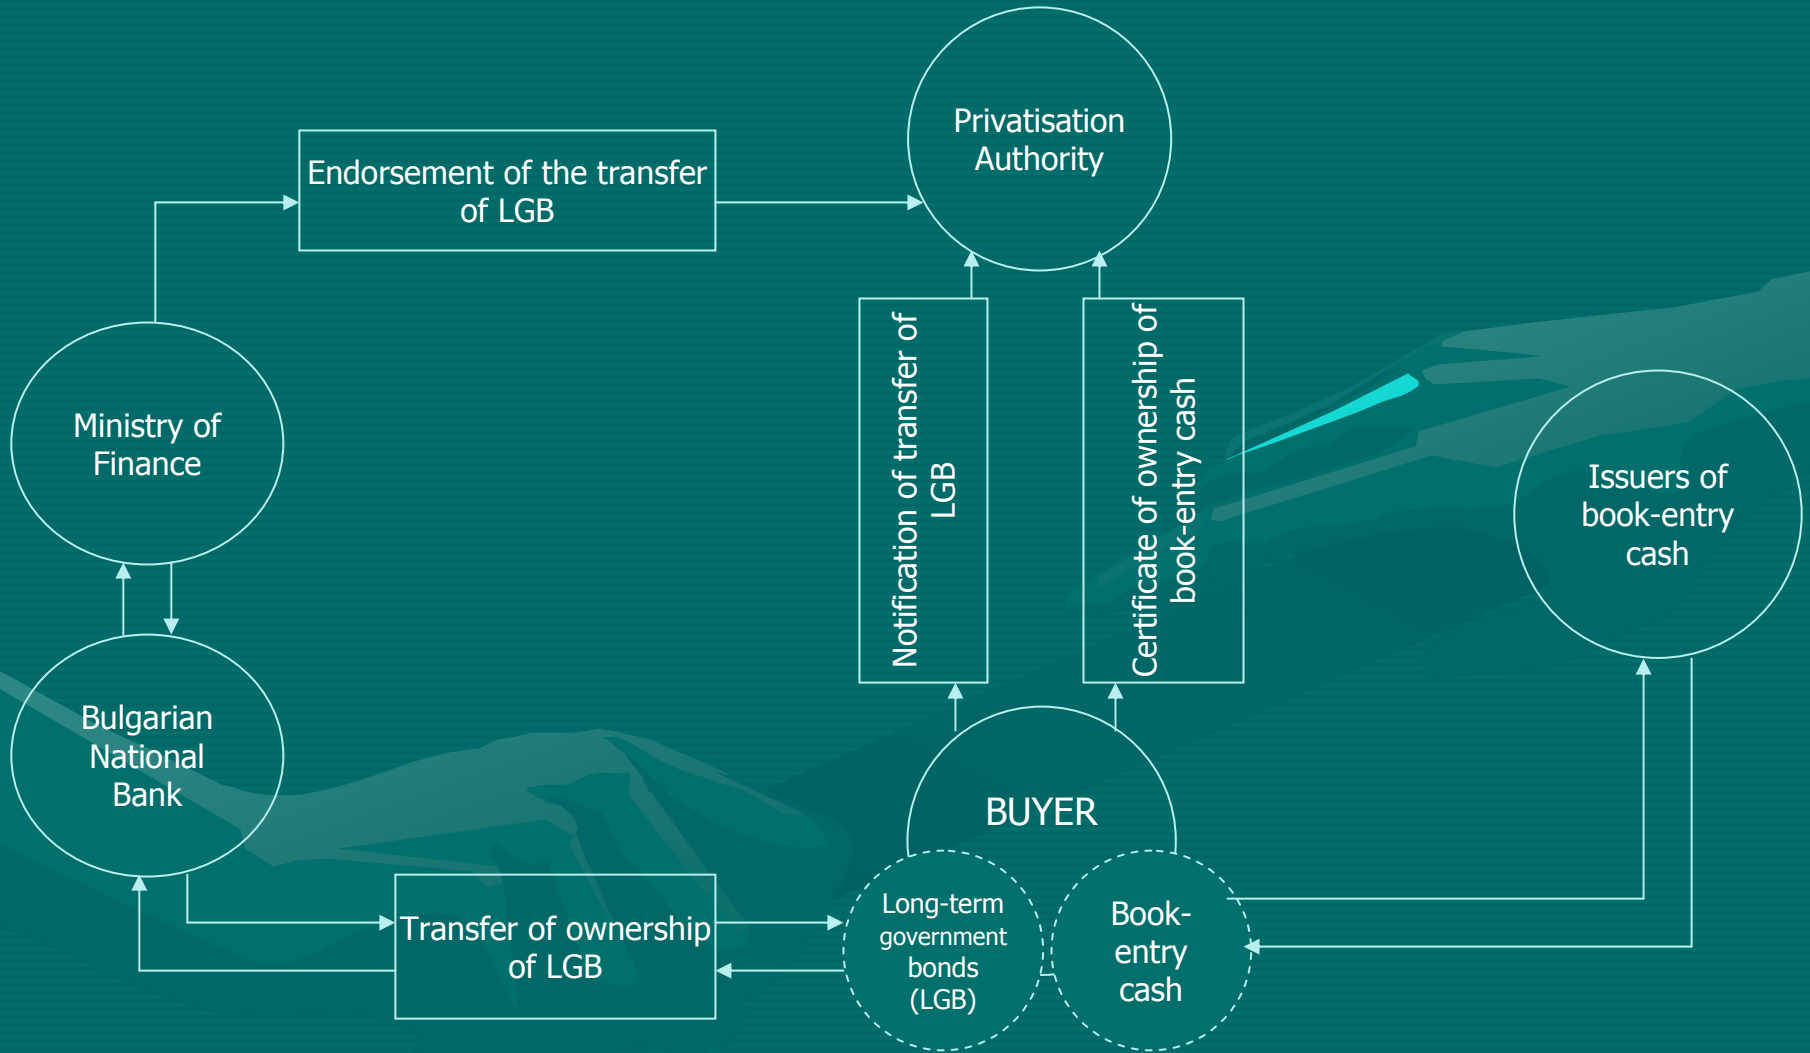 Privatisation
Authority
Endorsement of the transfer
of LGB
Notification of transfer of
LGB
Certificate of ownership of
book-entry cash
Ministry of
Finance
Issuers of
book-entry
cash
Bulgarian
National
Bank
BUYER
Transfer of ownership
of LGB
Long-term
government
bonds
(LGB)
Book-
entry
cash